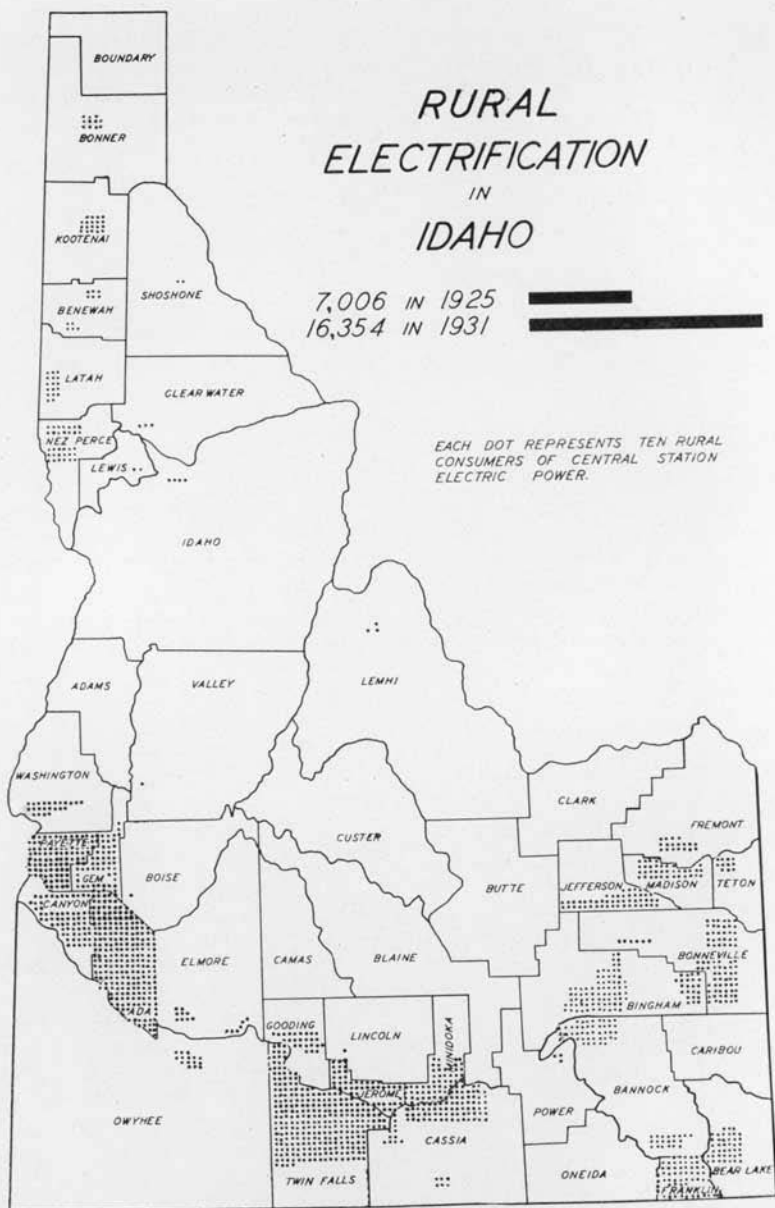 RURAL
ELECTRIFICATION
IN
IDAHO
7,006 IN 1925
16,354 IN 1931
EACH DOT REPRESENTS TEN RURAL
CONSUMERS OF CENTRAL STATION
ELECTRIC POWER.
BOUNDARY
BONNER
KOOTENAI
SHOSHONE
BENEWAH
LATAH
CLEARWATER
NEZ PERCE
LEWIS
IDAHO
ADAMS
VALLEY
LEMHI
WASHINGTON
CLARK
FREMONT
PAYETTE
CUSTER
GEM
BOISE
BUTTE
JEFFERSON
MADISON
TETON
CANYON
ELMORE
CAMAS
BLAINE
BONNEVILLE
ADA
BINGHAM
GOODING
LINCOLN
MINIDOKA
CARIBOU
JEROME
BANNOCK
OWYHEE
POWER
CASSIA
TWIN FALLS
ONEIDA
BEAR LAKE
FRANKLIN